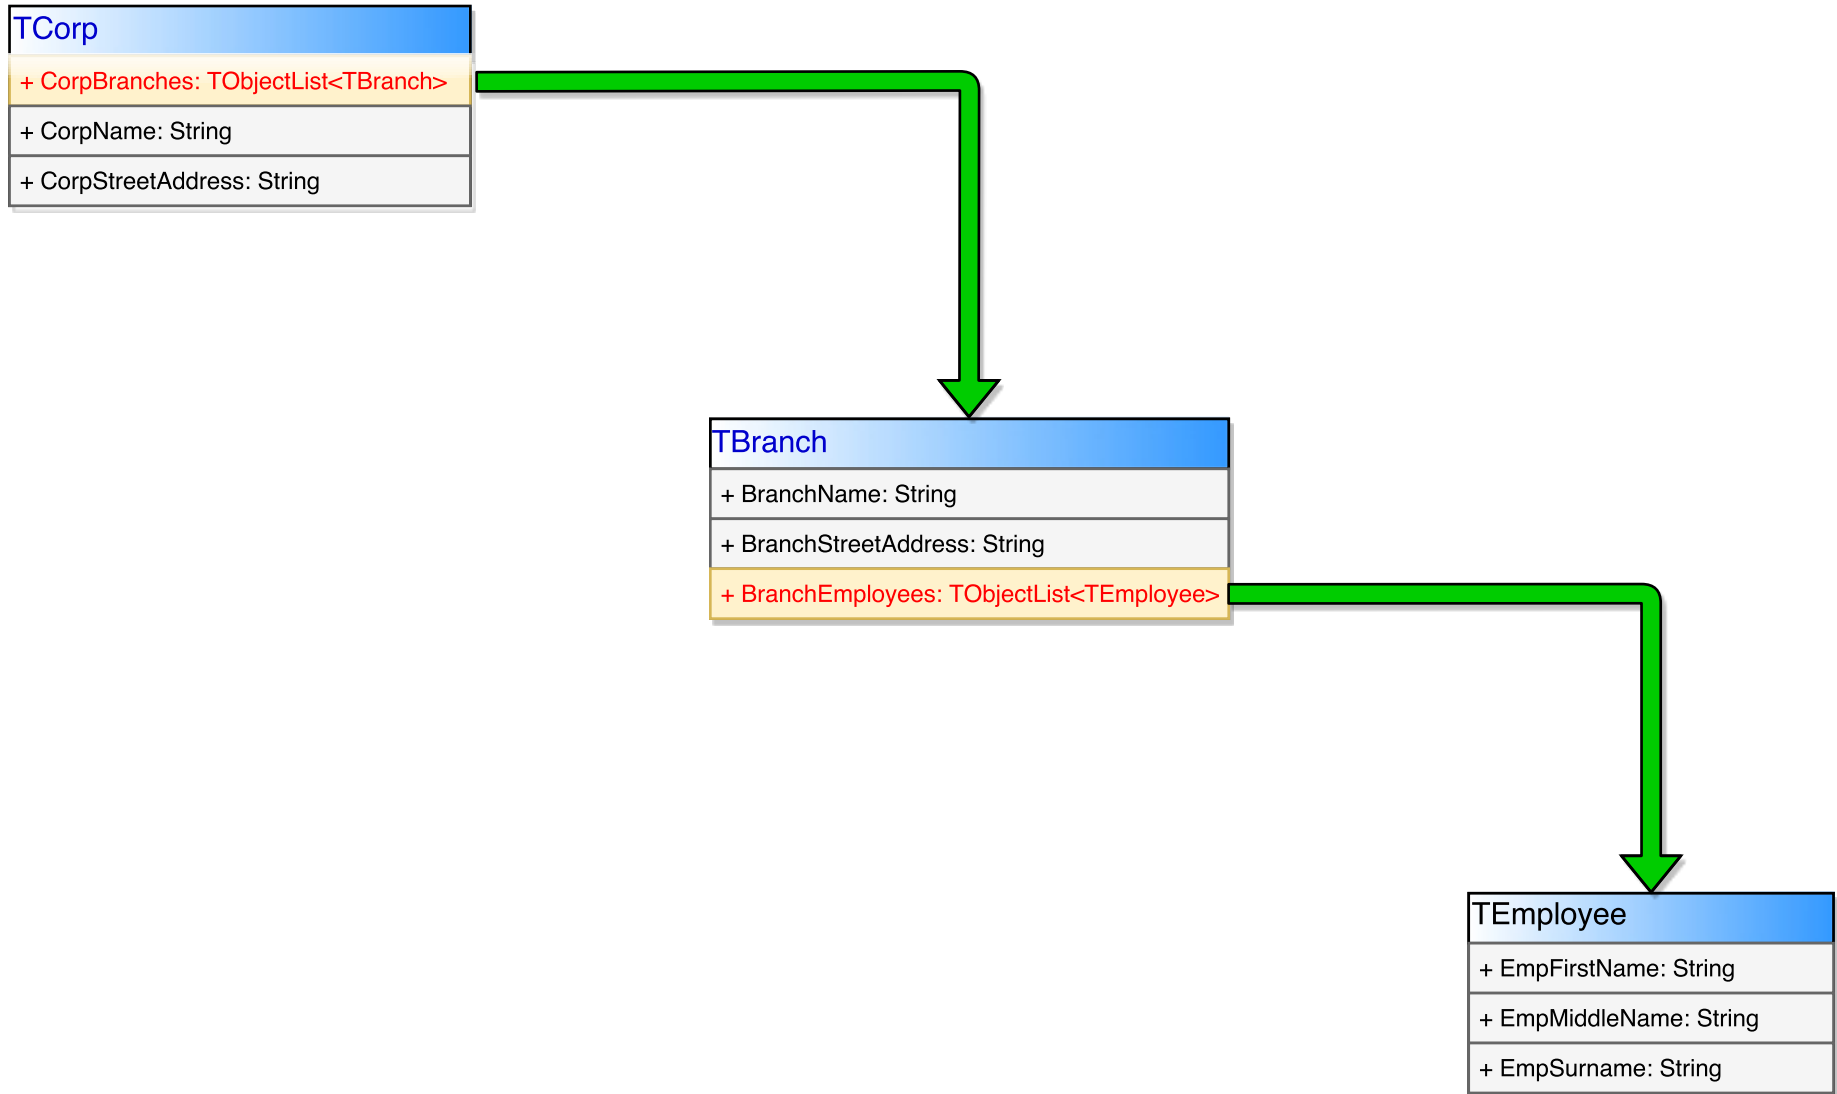 TCorp
+ CorpBranches: TObjectList<TBranch>
+ CorpName: String
+ CorpStreetAddress: String
TBranch
+ BranchName: String
+ BranchStreetAddress: String
+ BranchEmployees: TObjectList<TEmployee>
TEmployee
+ EmpFirstName: String
+ EmpMiddleName: String
+ EmpSurname: String